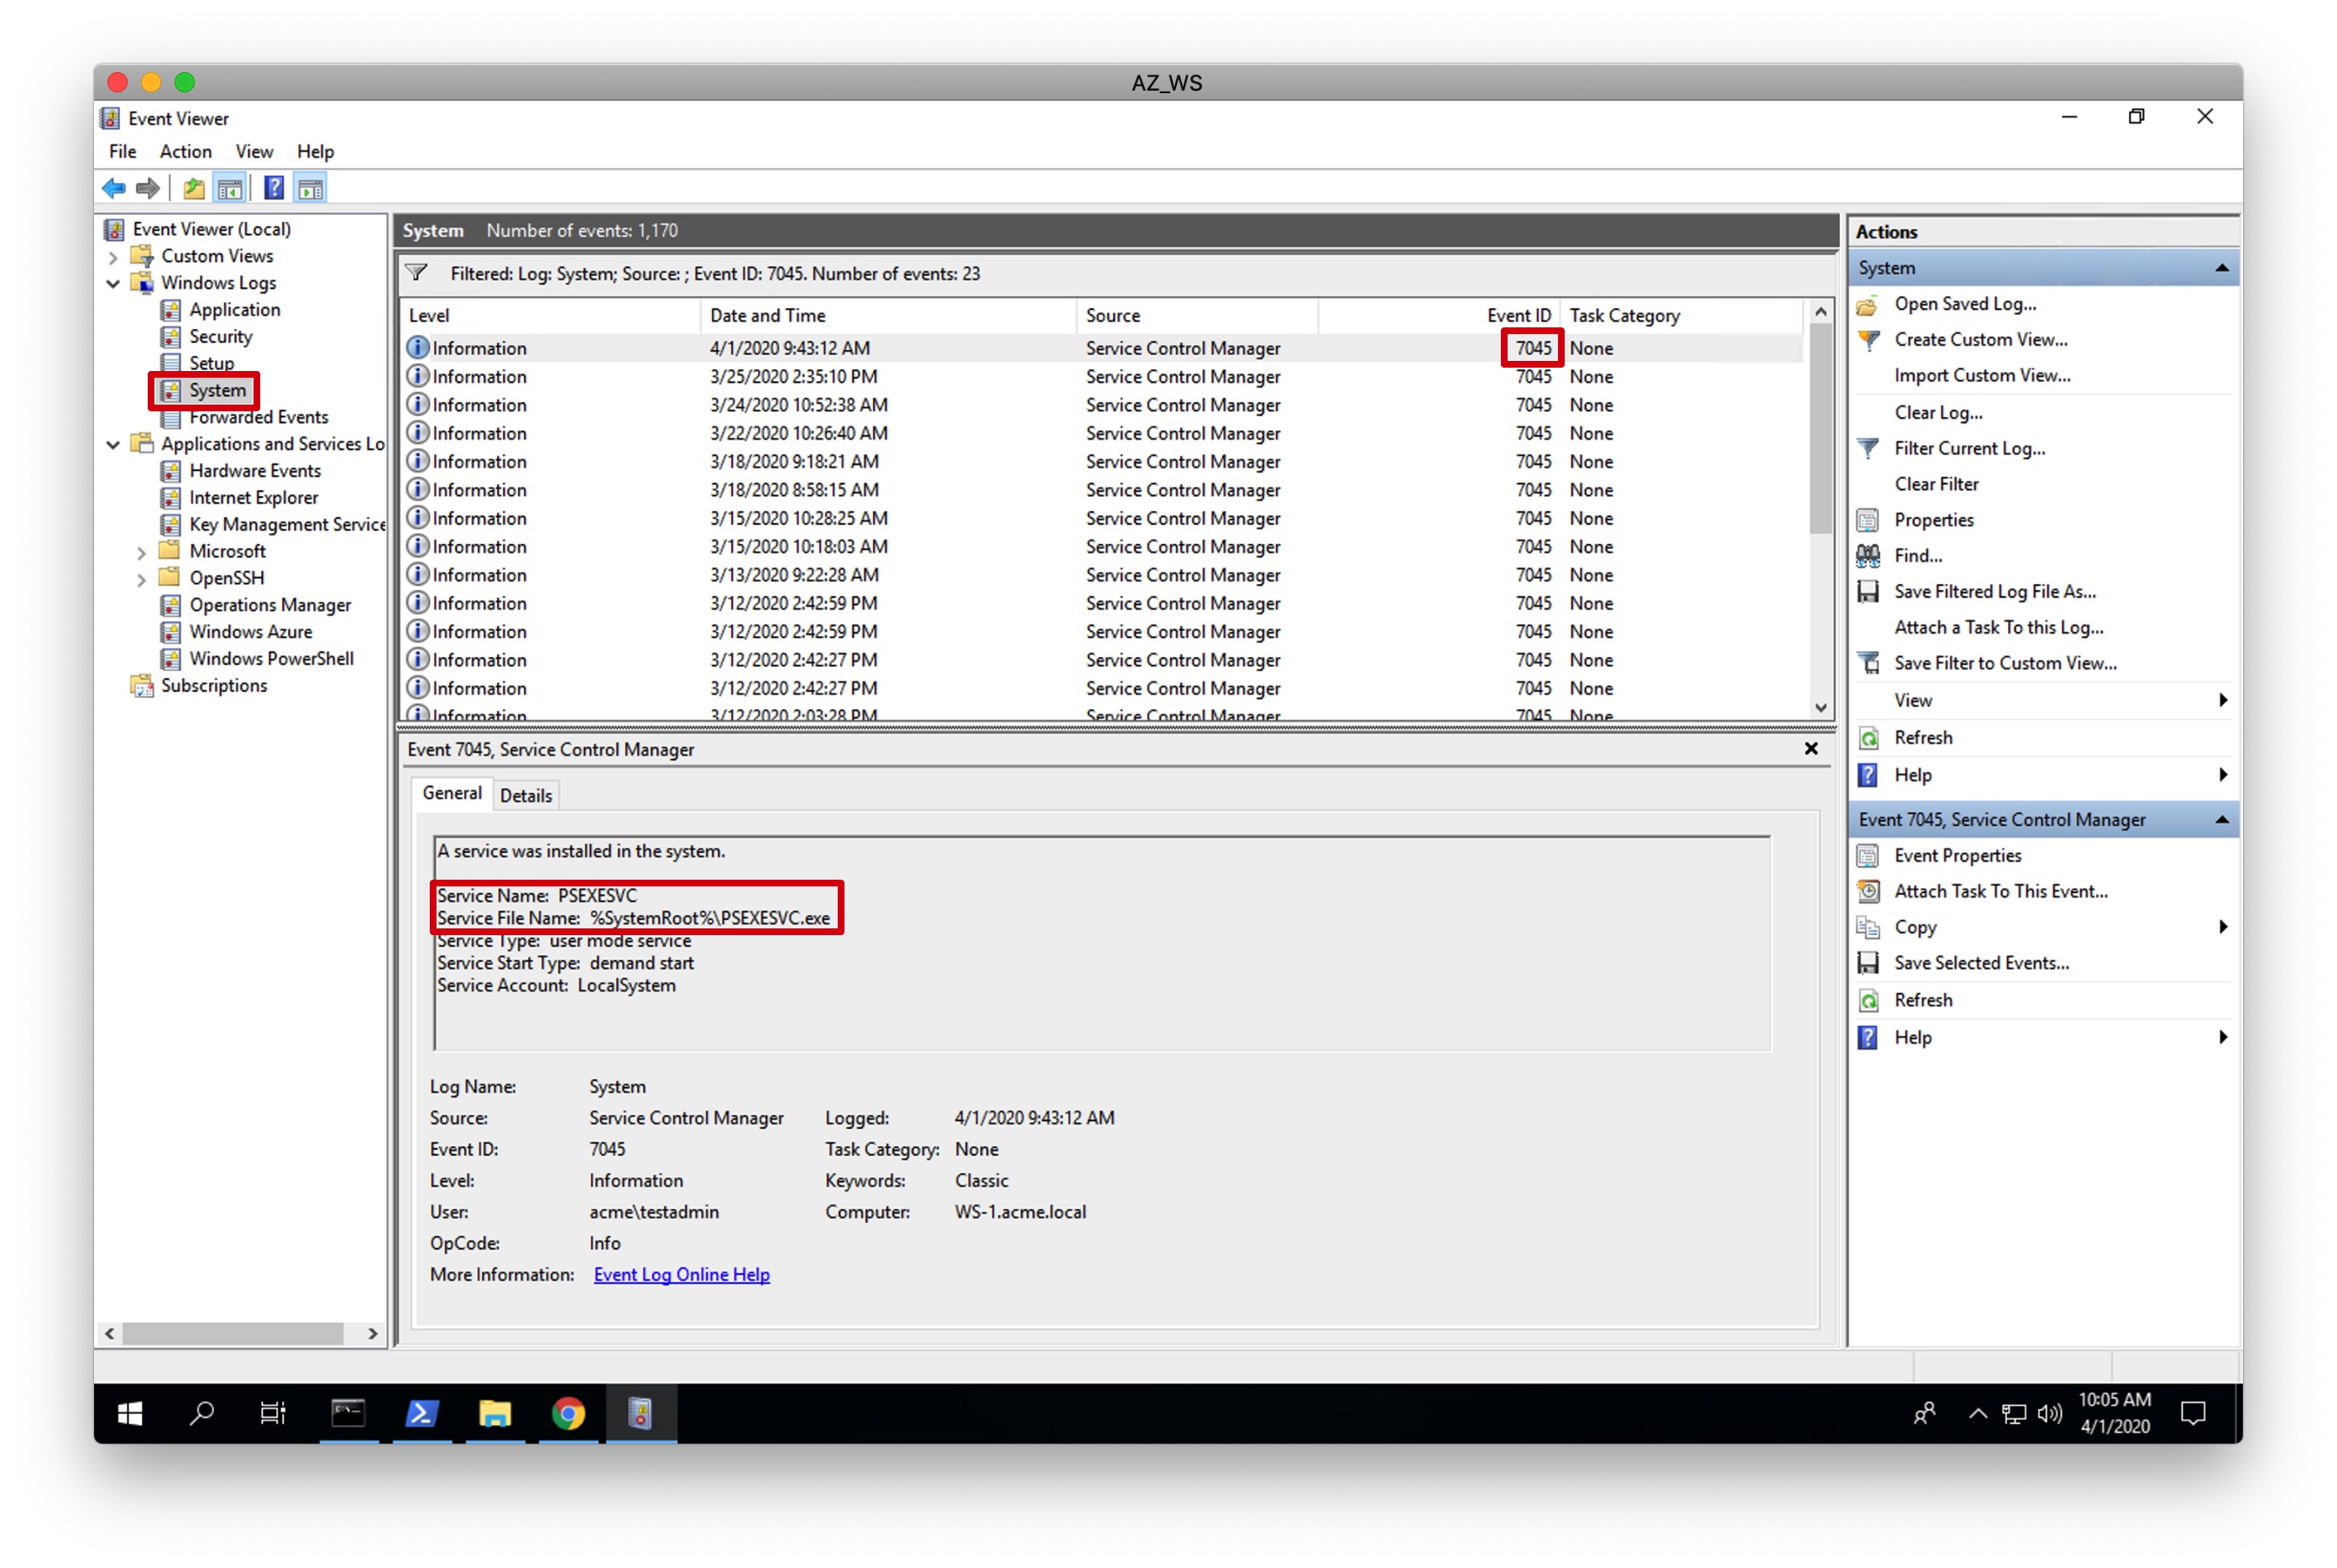 AZ_WS
Event Viewer
File Action View Help
Event Viewer (Local)
Custom Views
Windows Logs
Application
Security
Setup
System
Forwarded Events
Applications and Services Lo
Hardware Events
Internet Explorer
Key Management Service
Microsoft
OpenSSH
Operations Manager
Windows Azure
Windows PowerShell
Subscriptions
System Number of events: 1,170
Filtered: Log: System; Source: ; Event ID: 7045. Number of events: 23
Level Date and Time Source Event ID Task Category
Information 4/1/2020 9:43:12 AM Service Control Manager 7045 None
Information 3/25/2020 2:35:10 PM Service Control Manager 7045 None
Information 3/24/2020 10:52:38 AM Service Control Manager 7045 None
Information 3/22/2020 10:26:40 AM Service Control Manager 7045 None
Information 3/18/2020 9:18:21 AM Service Control Manager 7045 None
Information 3/18/2020 8:58:15 AM Service Control Manager 7045 None
Information 3/15/2020 10:28:25 AM Service Control Manager 7045 None
Information 3/15/2020 10:18:03 AM Service Control Manager 7045 None
Information 3/13/2020 9:22:28 AM Service Control Manager 7045 None
Information 3/12/2020 2:42:59 PM Service Control Manager 7045 None
Information 3/12/2020 2:42:59 PM Service Control Manager 7045 None
Information 3/12/2020 2:42:27 PM Service Control Manager 7045 None
Information 3/12/2020 2:42:27 PM Service Control Manager 7045 None
Information 3/12/2020 2:03:28 PM Service Control Manager 7045 None
Event 7045, Service Control Manager
General Details
A service was installed in the system.
Service Name: PSEXESVC
Service File Name: %SystemRoot%\PSEXESVC.exe
Service Type: user mode service
Service Start Type: demand start
Service Account: LocalSystem
Log Name: System
Source: Service Control Manager Logged: 4/1/2020 9:43:12 AM
Event ID: 7045 Task Category: None
Level: Information Keywords: Classic
User: acme\testadmin Computer: WS-1.acme.local
OpCode: Info
More Information: Event Log Online Help
Actions
System
Open Saved Log...
Create Custom View...
Import Custom View...
Clear Log...
Filter Current Log...
Clear Filter
Properties
Find...
Save Filtered Log File As...
Attach a Task To this Log...
Save Filter to Custom View...
View
Refresh
Help
Event 7045, Service Control Manager
Event Properties
Attach Task To This Event...
Copy
Save Selected Events...
Refresh
Help
10:05 AM
4/1/2020